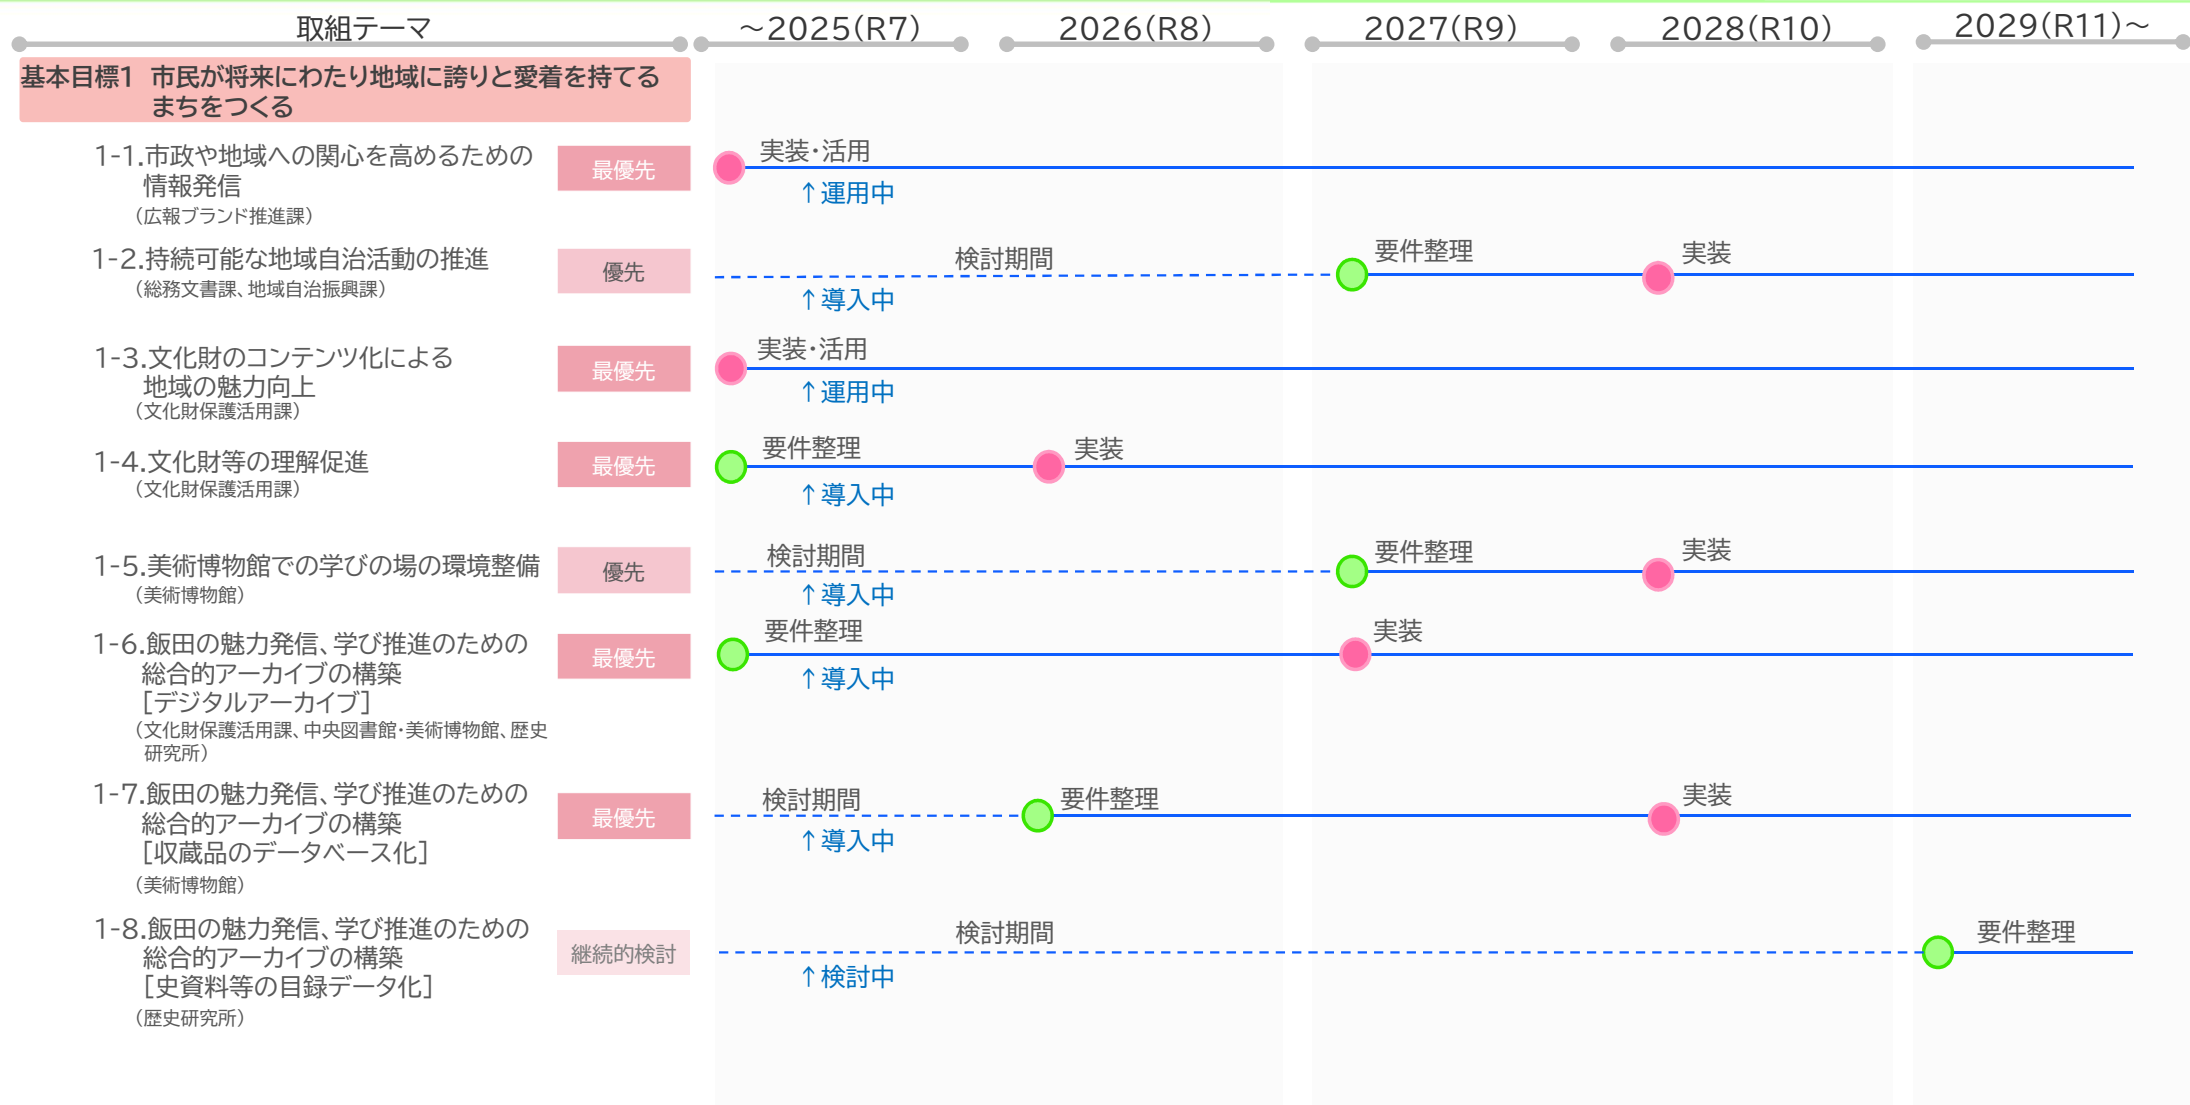 取組テーマ
～2025(R7)
2026(R8)
2027(R9)
2028(R10)
2029(R11)～
基本目標1 市民が将来にわたり地域に誇りと愛着を持てる
まちをつくる
1-1.市政や地域への関心を高めるための
情報発信
（広報ブランド推進課）
最優先
実装・活用
↑運用中
1-2.持続可能な地域自治活動の推進
（総務文書課、地域自治振興課）
優先
検討期間
↑導入中
要件整理
実装
1-3.文化財のコンテンツ化による
地域の魅力向上
（文化財保護活用課）
最優先
実装・活用
↑運用中
1-4.文化財等の理解促進
（文化財保護活用課）
最優先
要件整理
↑導入中
実装
1-5.美術博物館での学びの場の環境整備
（美術博物館）
優先
検討期間
↑導入中
要件整理
実装
1-6.飯田の魅力発信、学び推進のための
総合的アーカイブの構築
［デジタルアーカイブ］
（文化財保護活用課、中央図書館・美術博物館、歴史
研究所）
最優先
要件整理
↑導入中
実装
1-7.飯田の魅力発信、学び推進のための
総合的アーカイブの構築
［収蔵品のデータベース化］
（美術博物館）
最優先
検討期間
↑導入中
要件整理
実装
1-8.飯田の魅力発信、学び推進のための
総合的アーカイブの構築
［史資料等の目録データ化］
（歴史研究所）
継続的検討
検討期間
↑検討中
要件整理